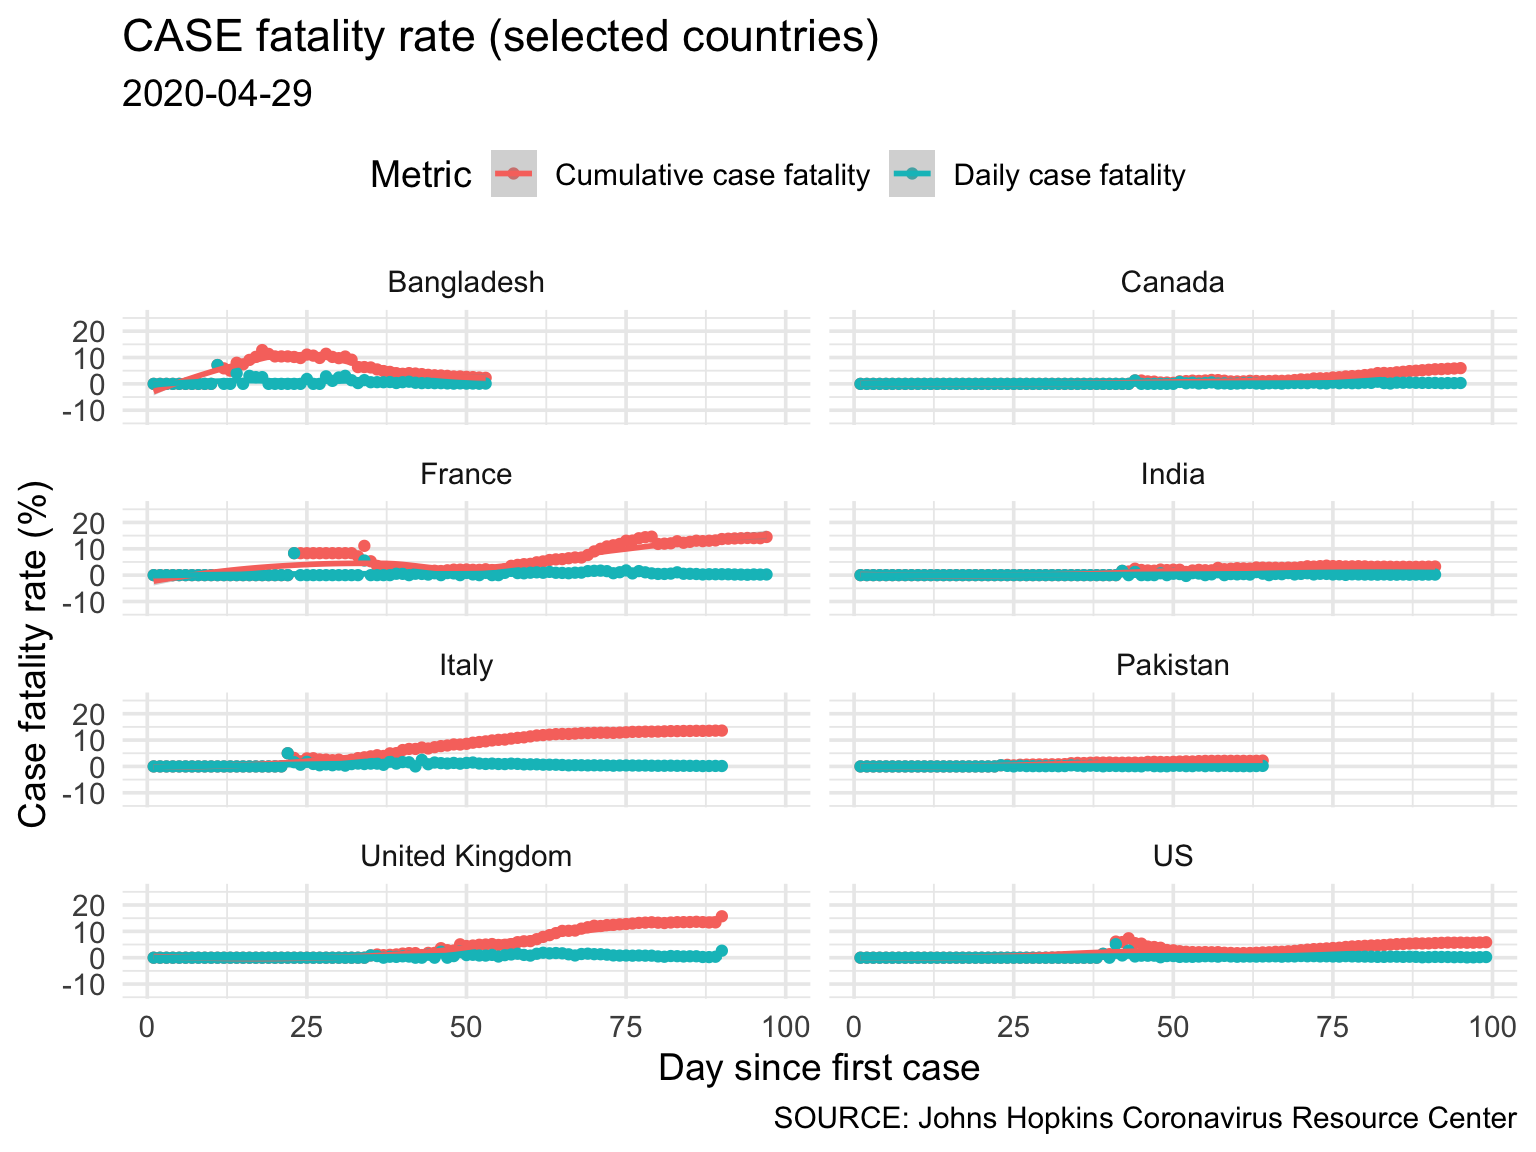 CASE fatality rate (selected countries)
2020-04-29
Metric Cumulative case fatality Daily case fatality
Bangladesh Canada
20
10
0
-10
France India
20
10
0
-10
Case fatality rate (%)
Italy Pakistan
20
10
0
-10
United Kingdom US
20
10
0
-10
0 25 50 75 100 0 25 50 75 100
Day since first case
SOURCE: Johns Hopkins Coronavirus Resource Center